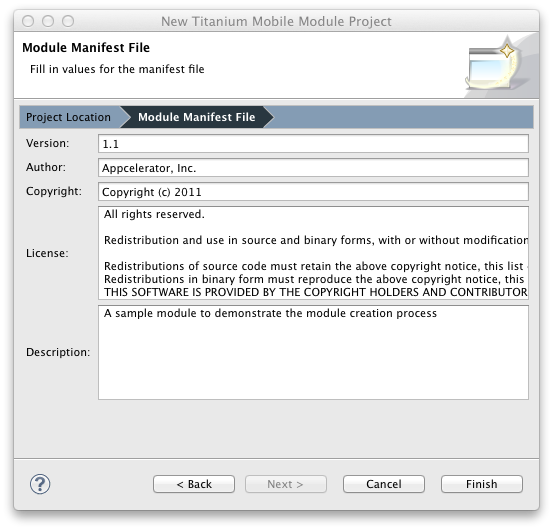 New Titanium Mobile Module Project
Module Manifest File
Fill in values for the manifest file
Project Location
Module Manifest File
Version:
1.1
Author:
Appcelerator, Inc.
Copyright:
Copyright (c) 2011
License:
All rights reserved.
Redistribution and use in source and binary forms, with or without modification
Redistributions of source code must retain the above copyright notice, this list
Redistributions in binary form must reproduce the above copyright notice, this
THIS SOFTWARE IS PROVIDED BY THE COPYRIGHT HOLDERS AND CONTRIBUTOR
Description:
A sample module to demonstrate the module creation process
?
< Back
Next >
Cancel
Finish